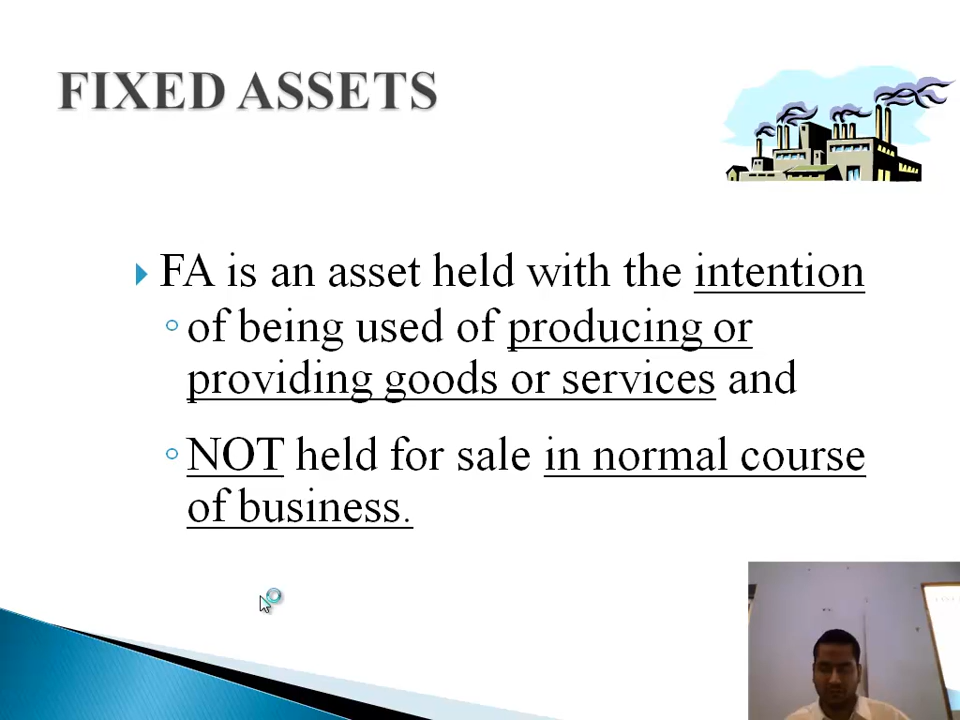 FIXED ASSETS
FA is an asset held with the intention
of being used of producing or
providing goods or services and
NOT held for sale in normal course
of business.